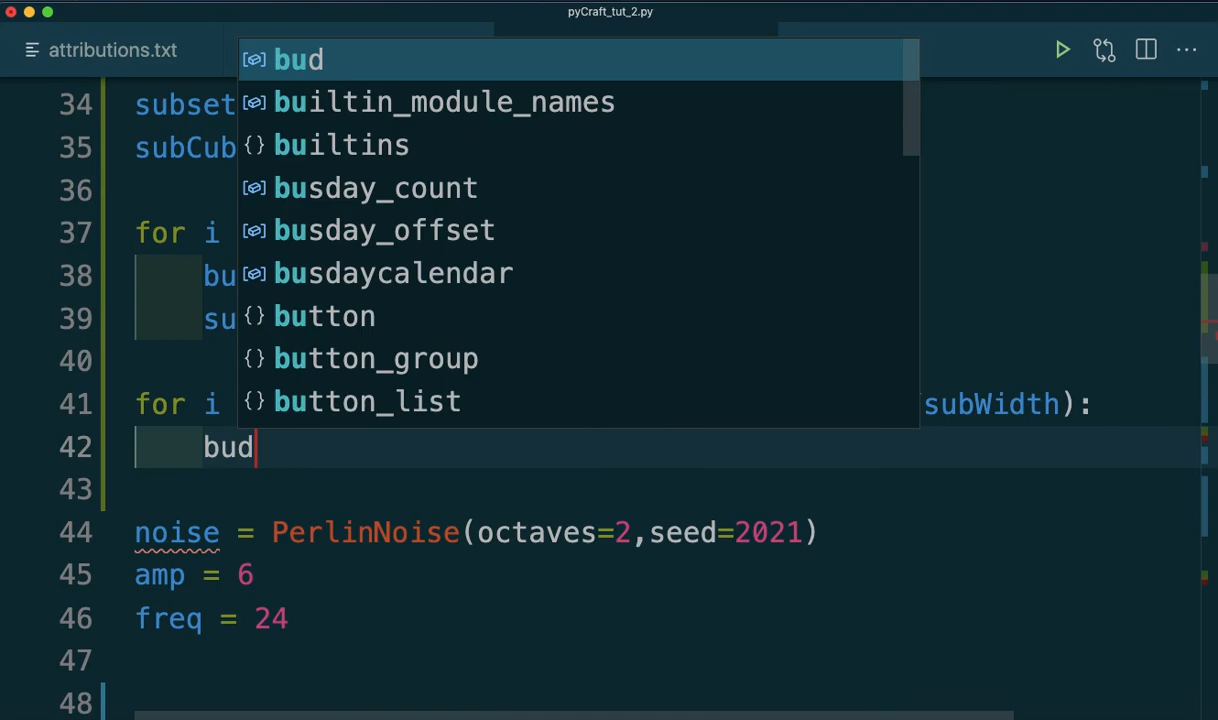 pyCraft_tut_2.py
attributions.txt
bud
builtin_module_names
builtins
busday_count
busday_offset
busdaycalendar
button
button_group
button_list
34 subset
35 subCub
36
37 for i
38 bu
39 su
40
41 for i subWidth):
42 bud
43
44 noise = PerlinNoise(octaves=2,seed=2021)
45 amp = 6
46 freq = 24
47
48